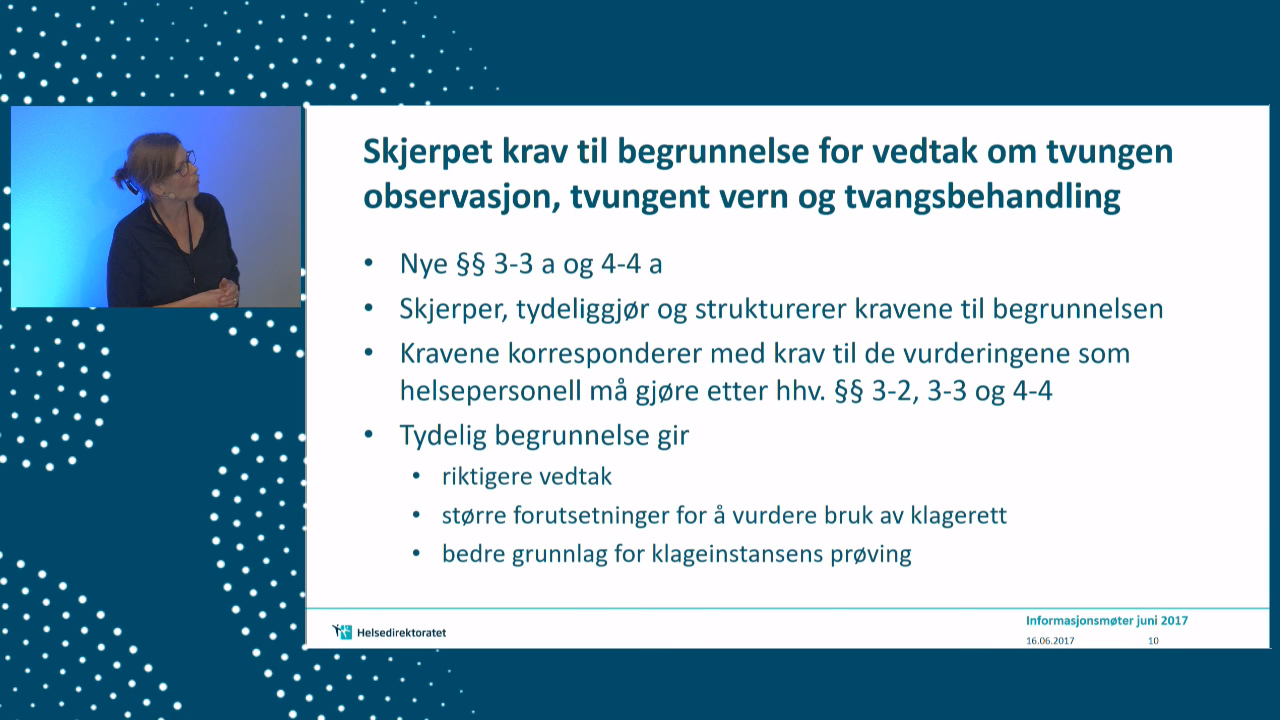 Skjerpet krav til begrunnelse for vedtak om tvungen
observasjon, tvungent vern og tvangsbehandling
• Nye §§ 3-3 a og 4-4 a
• Skjerper, tydeliggjør og strukturerer kravene til begrunnelsen
• Kravene korresponderer med krav til de vurderingene som
helsepersonell må gjøre etter hhv. §§ 3-2, 3-3 og 4-4
• Tydelig begrunnelse gir
• riktigere vedtak
• større forutsetninger for å vurdere bruk av klagerett
• bedre grunnlag for klageinstansens prøving
Helsedirektoratet
Informasjonsmøter juni 2017
16.06.2017 10